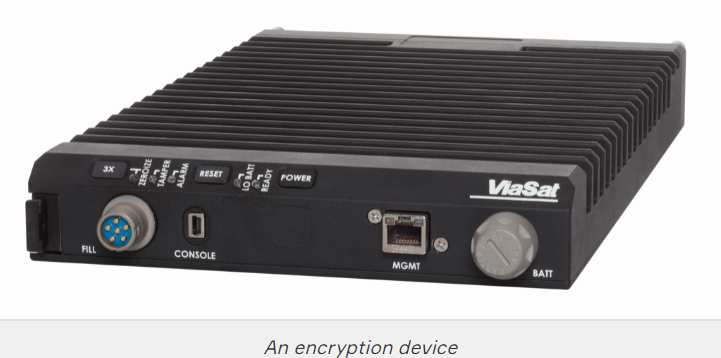 3X
ZEROIZE
TAMPER
ALARM
RESET
LO BATT
READY
POWER
ViaSat
FILL
CONSOLE
MGMT
BATT
An encryption device